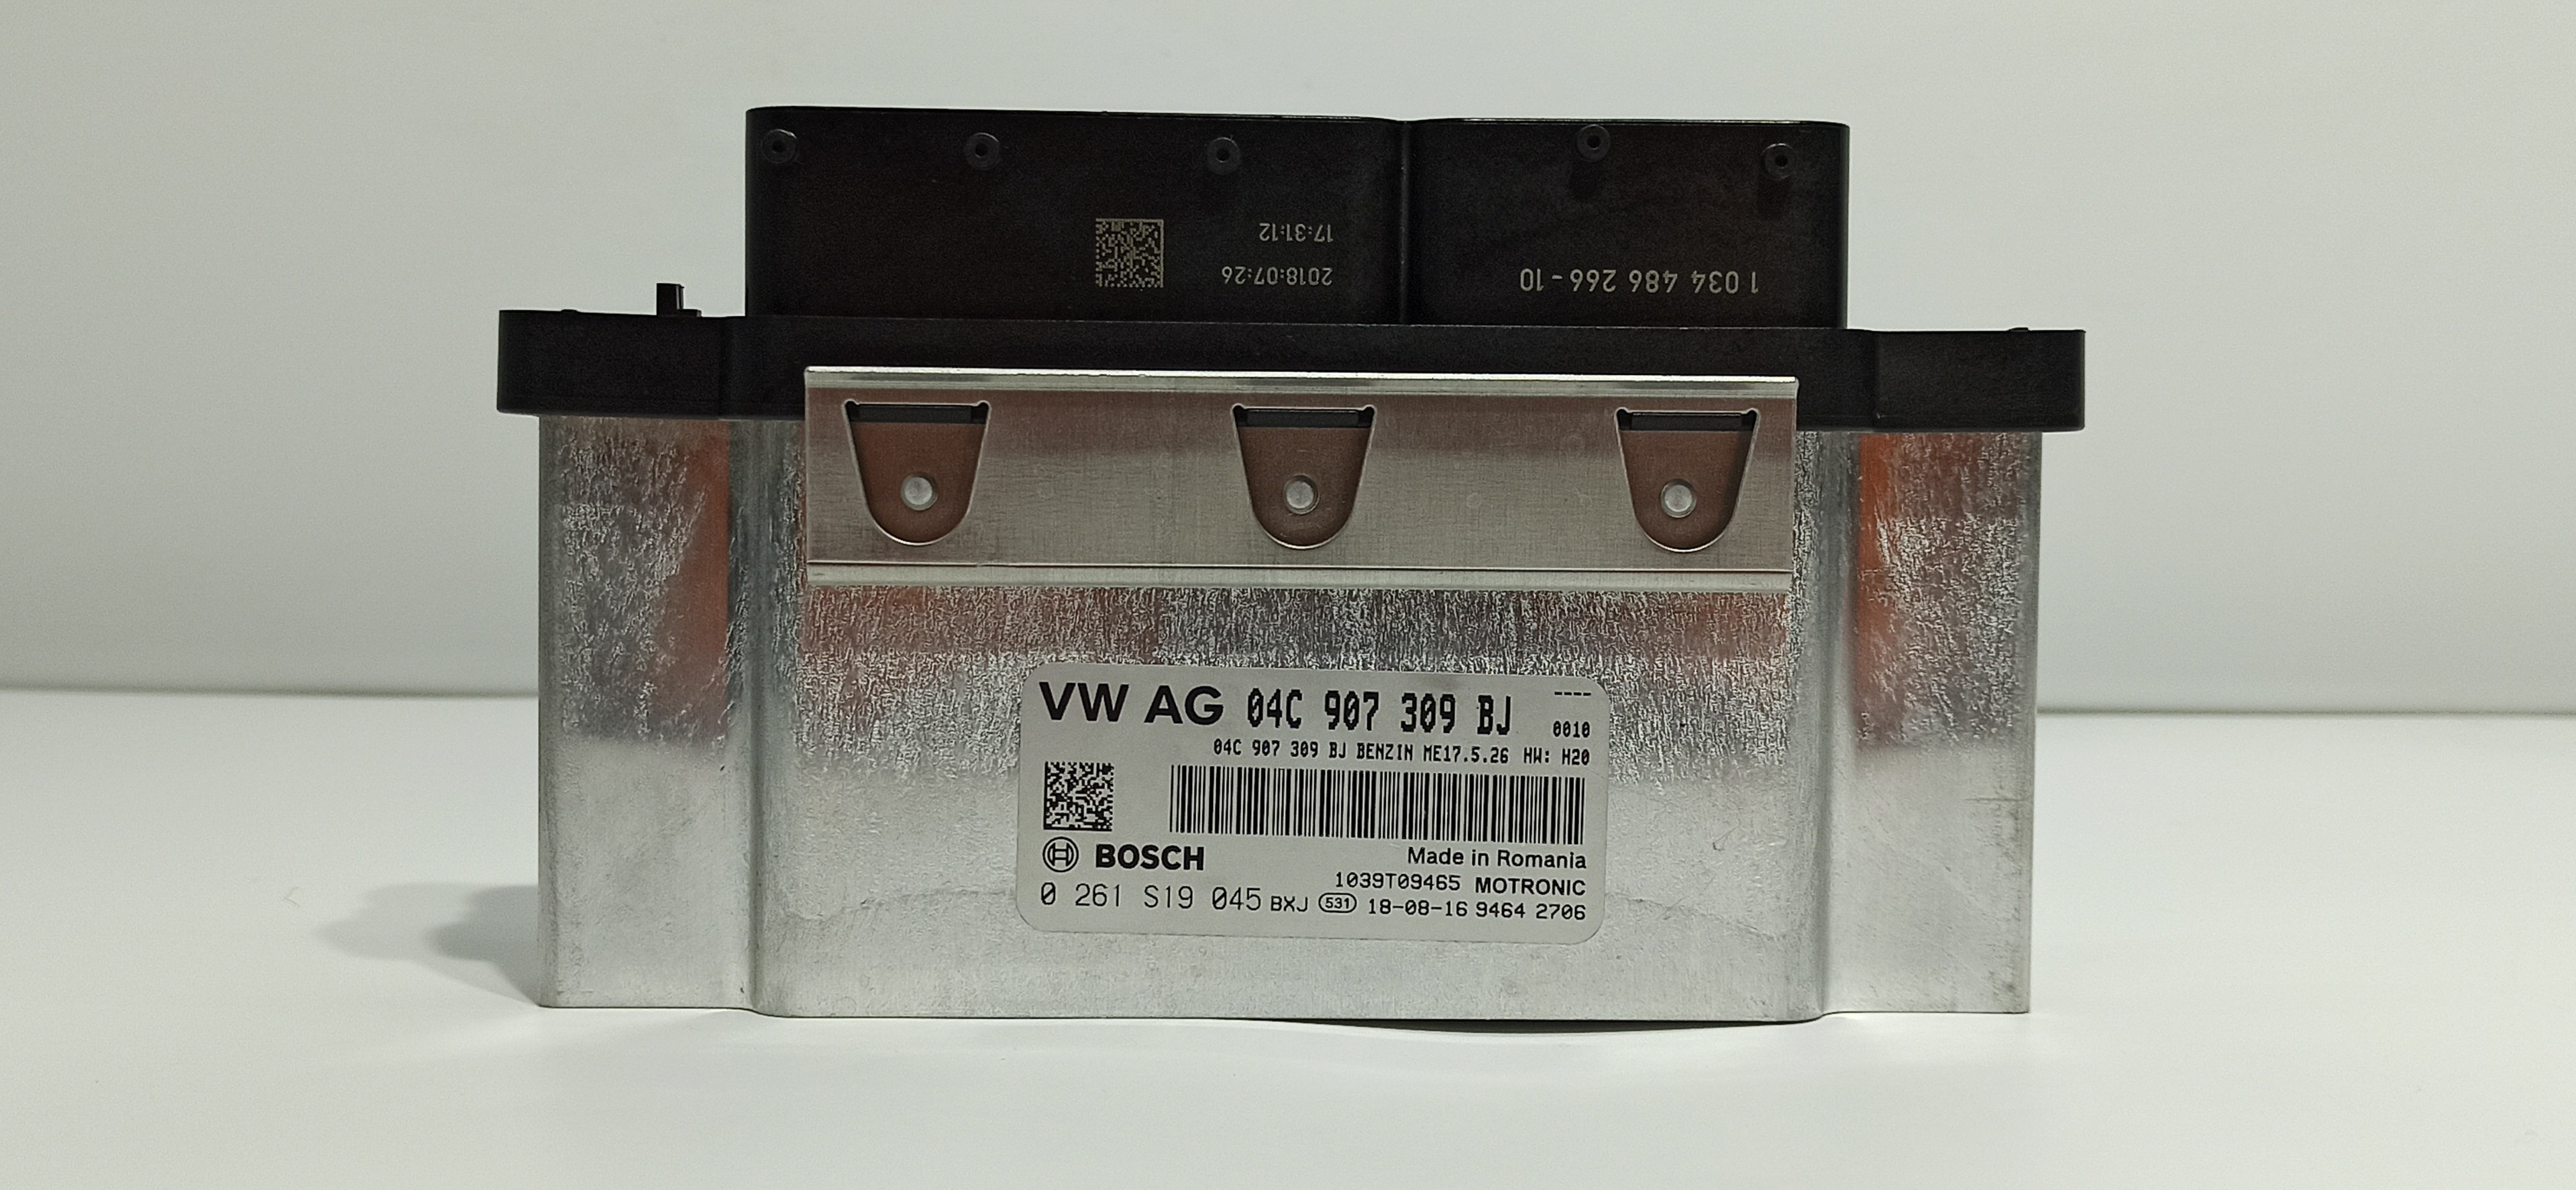 17:31:12
2018:07:26
1 034 486 266-10
VW AG 04C 907 309 BJ
----
0010
04C 907 309 BJ BENZIN ME17.5.26 HW: H20
BOSCH
Made in Romania
1039T09465 MOTRONIC
0 261 S19 045 BXJ 531 18-08-16 9464 2706